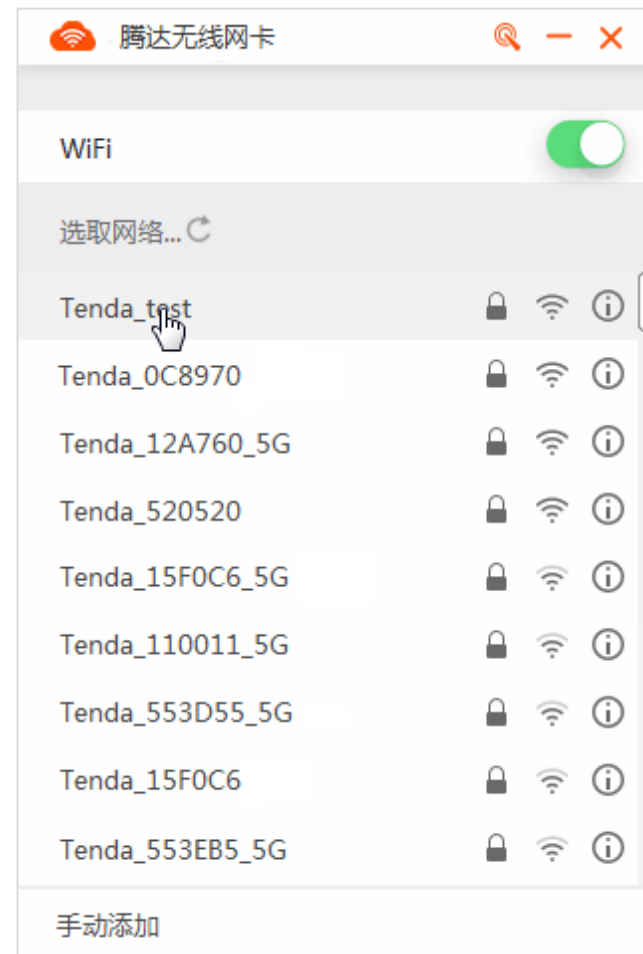 腾达无线网卡
WiFi
选取网络...
Tenda_test
Tenda_0C8970
Tenda_12A760_5G
Tenda_520520
Tenda_15F0C6_5G
Tenda_110011_5G
Tenda_553D55_5G
Tenda_15F0C6
Tenda_553EB5_5G
手动添加